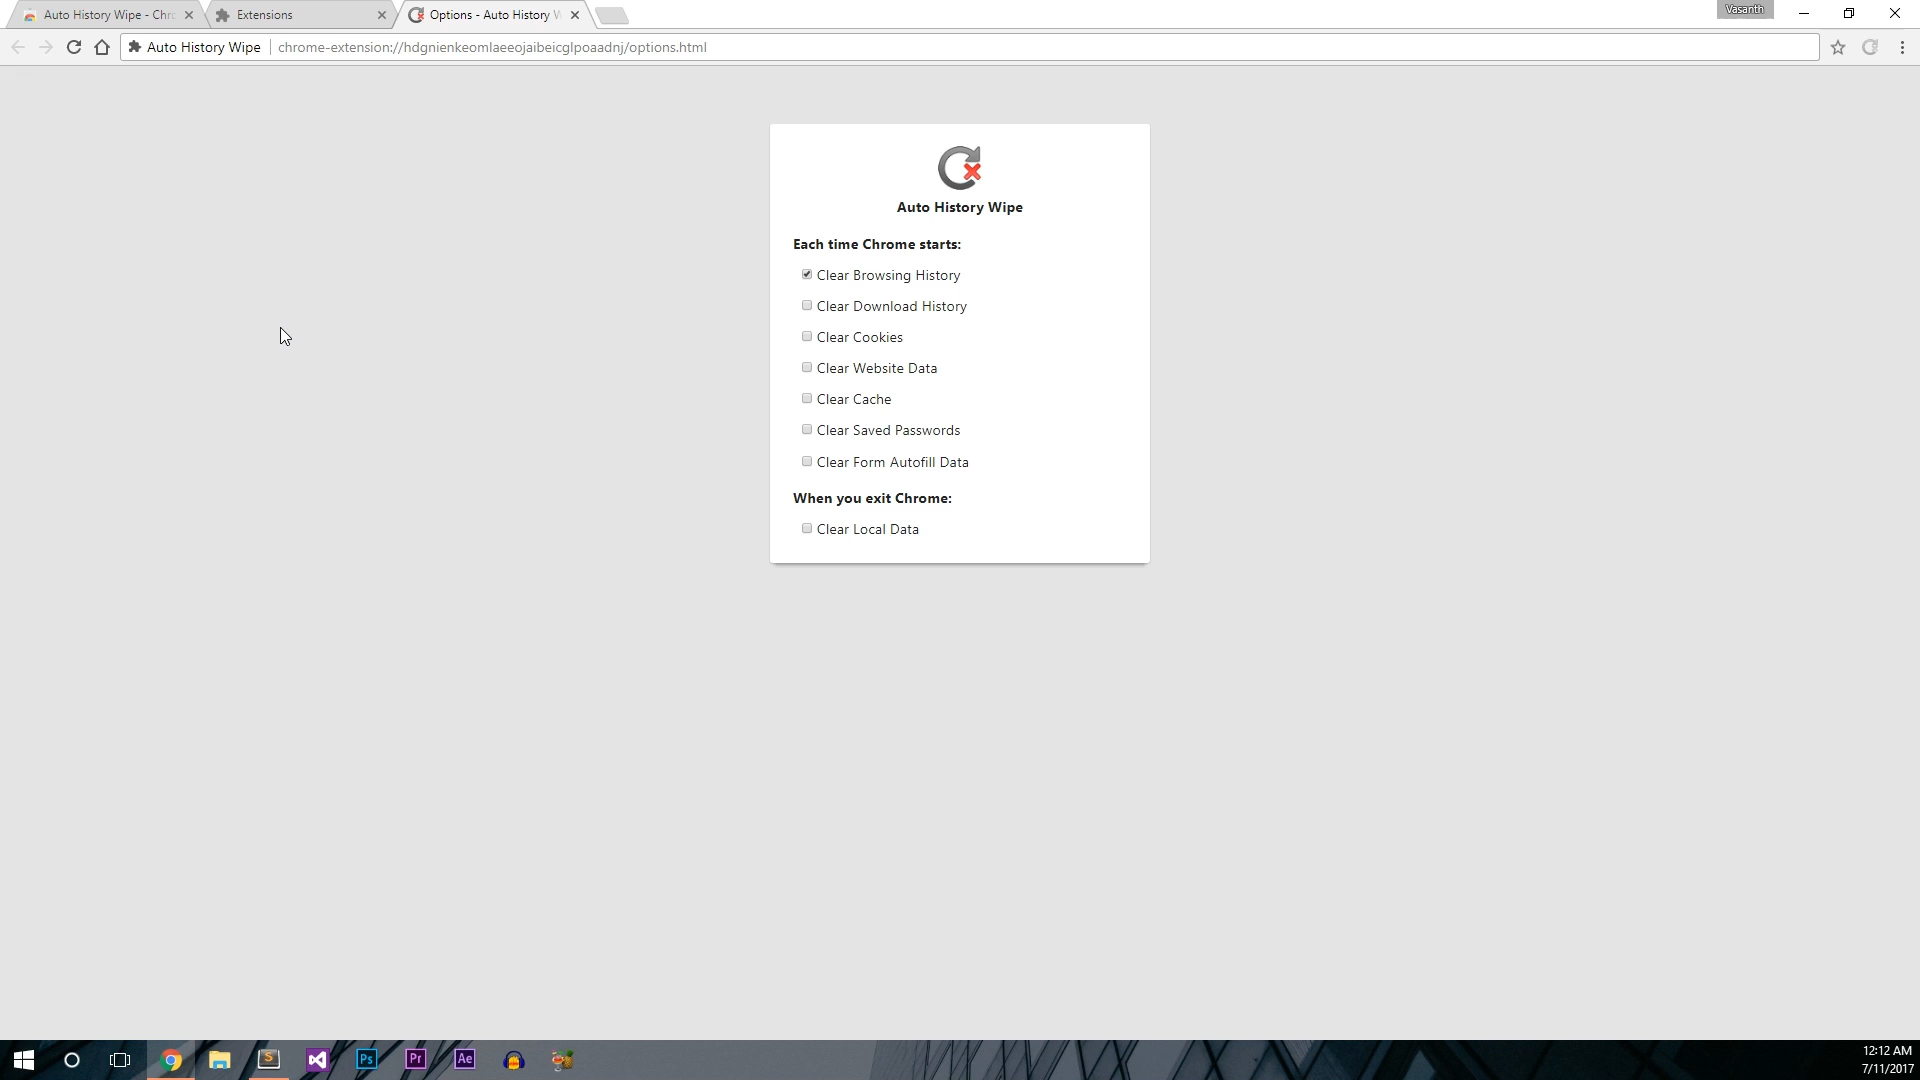 Auto History Wipe - Chr
Extensions
Options - Auto History W
Vasanth
Auto History Wipe
chrome-extension://hdgnienkeomlaeeojaibeicglpoaadnj/options.html
Auto History Wipe
Each time Chrome starts:
Clear Browsing History
Clear Download History
Clear Cookies
Clear Website Data
Clear Cache
Clear Saved Passwords
Clear Form Autofill Data
When you exit Chrome:
Clear Local Data
S
Ps
Pr
Ae
12:12 AM
7/11/2017